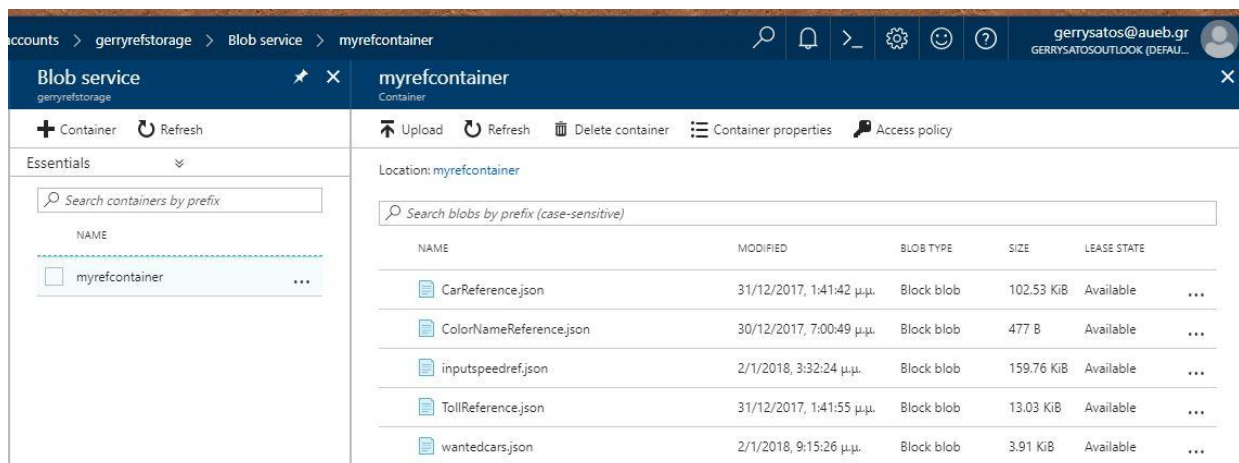 accounts > gerryrefstorage > Blob service > myrefcontainer
gerrysatos@aueb.gr
GERRYSATOSOUTLOOK (DEFAU...
Blob service
gerryrefstorage
Container Refresh
Essentials
Search containers by prefix
NAME
myrefcontainer ...
myrefcontainer
Container
Upload Refresh Delete container Container properties Access policy
Location: myrefcontainer
Search blobs by prefix (case-sensitive)
NAME MODIFIED BLOB TYPE SIZE LEASE STATE
CarReference.json 31/12/2017, 1:41:42 μ.μ. Block blob 102.53 KiB Available ...
ColorNameReference.json 30/12/2017, 7:00:49 μ.μ. Block blob 477 B Available ...
inputspeedref.json 2/1/2018, 3:32:24 μ.μ. Block blob 159.76 KiB Available ...
TollReference.json 31/12/2017, 1:41:55 μ.μ. Block blob 13.03 KiB Available ...
wantedcars.json 2/1/2018, 9:15:26 μ.μ. Block blob 3.91 KiB Available ...